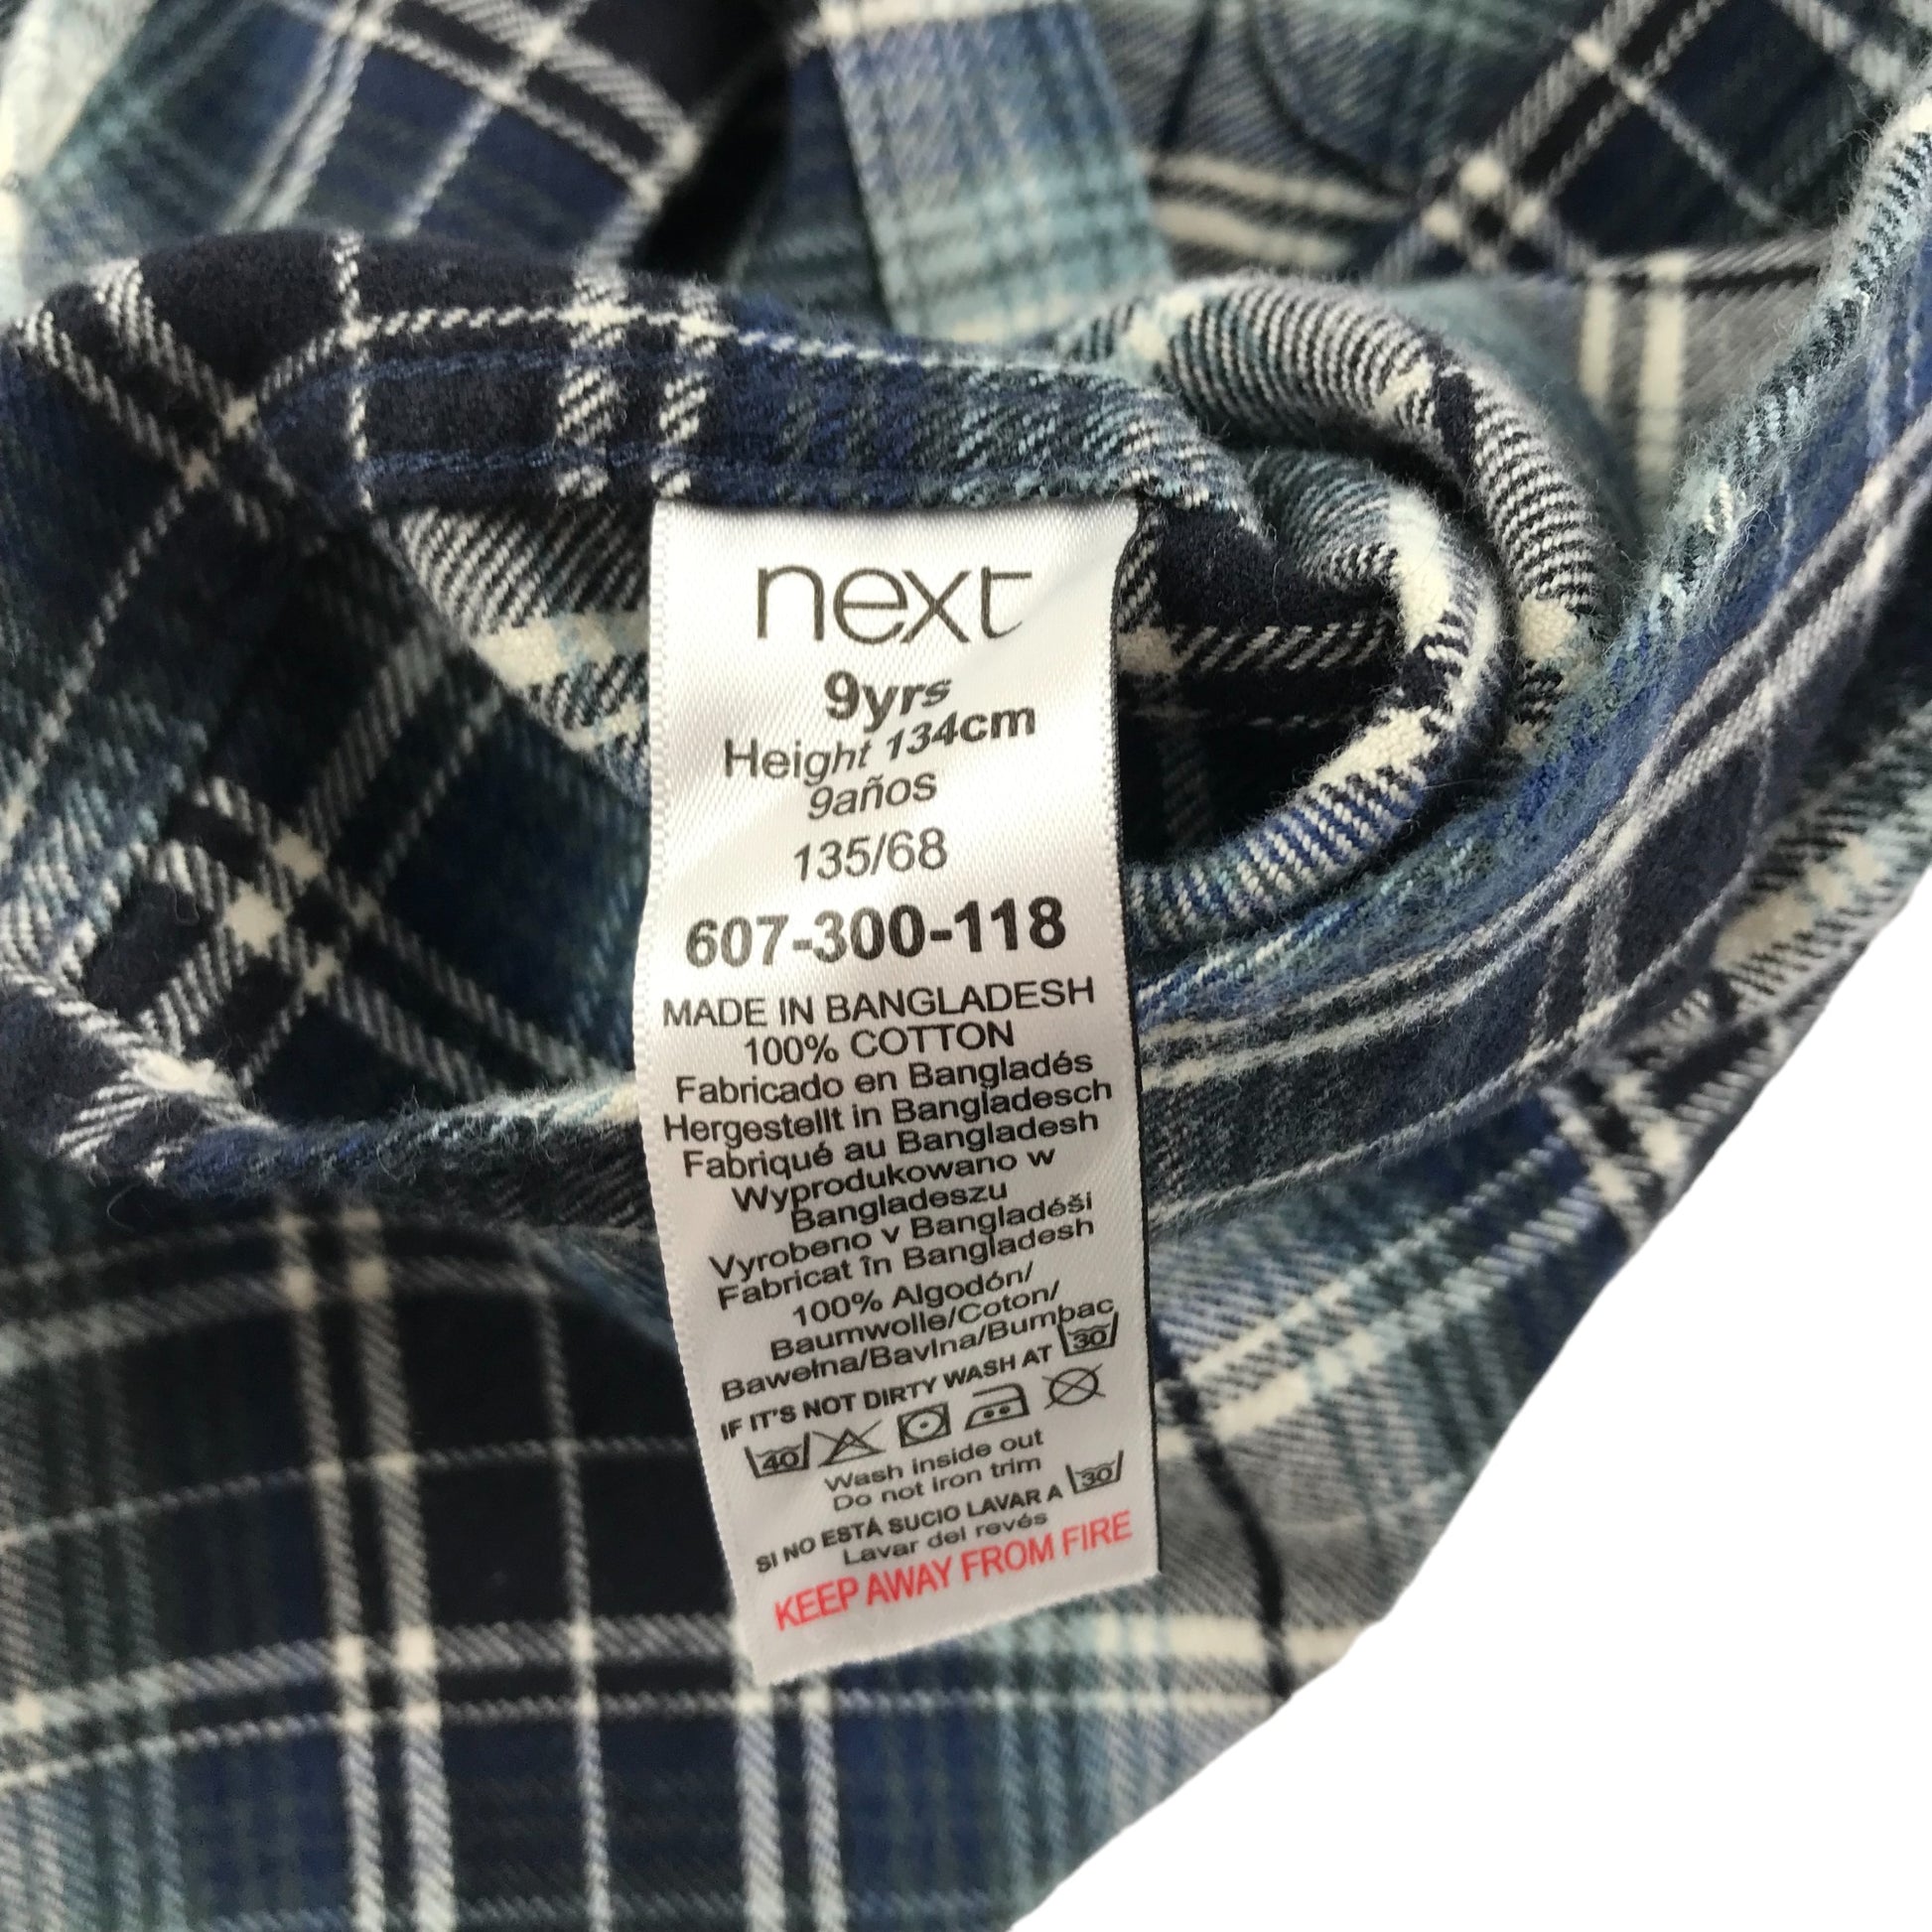 next
9yrs
Height 134cm
9años
135/68
607-300-118
MADE IN BANGLADESH
100% COTTON
Fabricado en Bangladés
Hergestellt in Bangladesch
Fabriqué au Bangladesh
Wyprodukowano w
Bangladeszu
Vyrobeno v Bangladéši
Fabricat în Bangladesh
100% Algodón/
Baumwolle/Coton/
Bawełna/Bavlna/Bumbac
IF IT'S NOT DIRTY WASH AT 30
40
Wash inside out
Do not iron trim
SI NO ESTÁ SUCIO LAVAR A 30
Lavar del revés
KEEP AWAY FROM FIRE